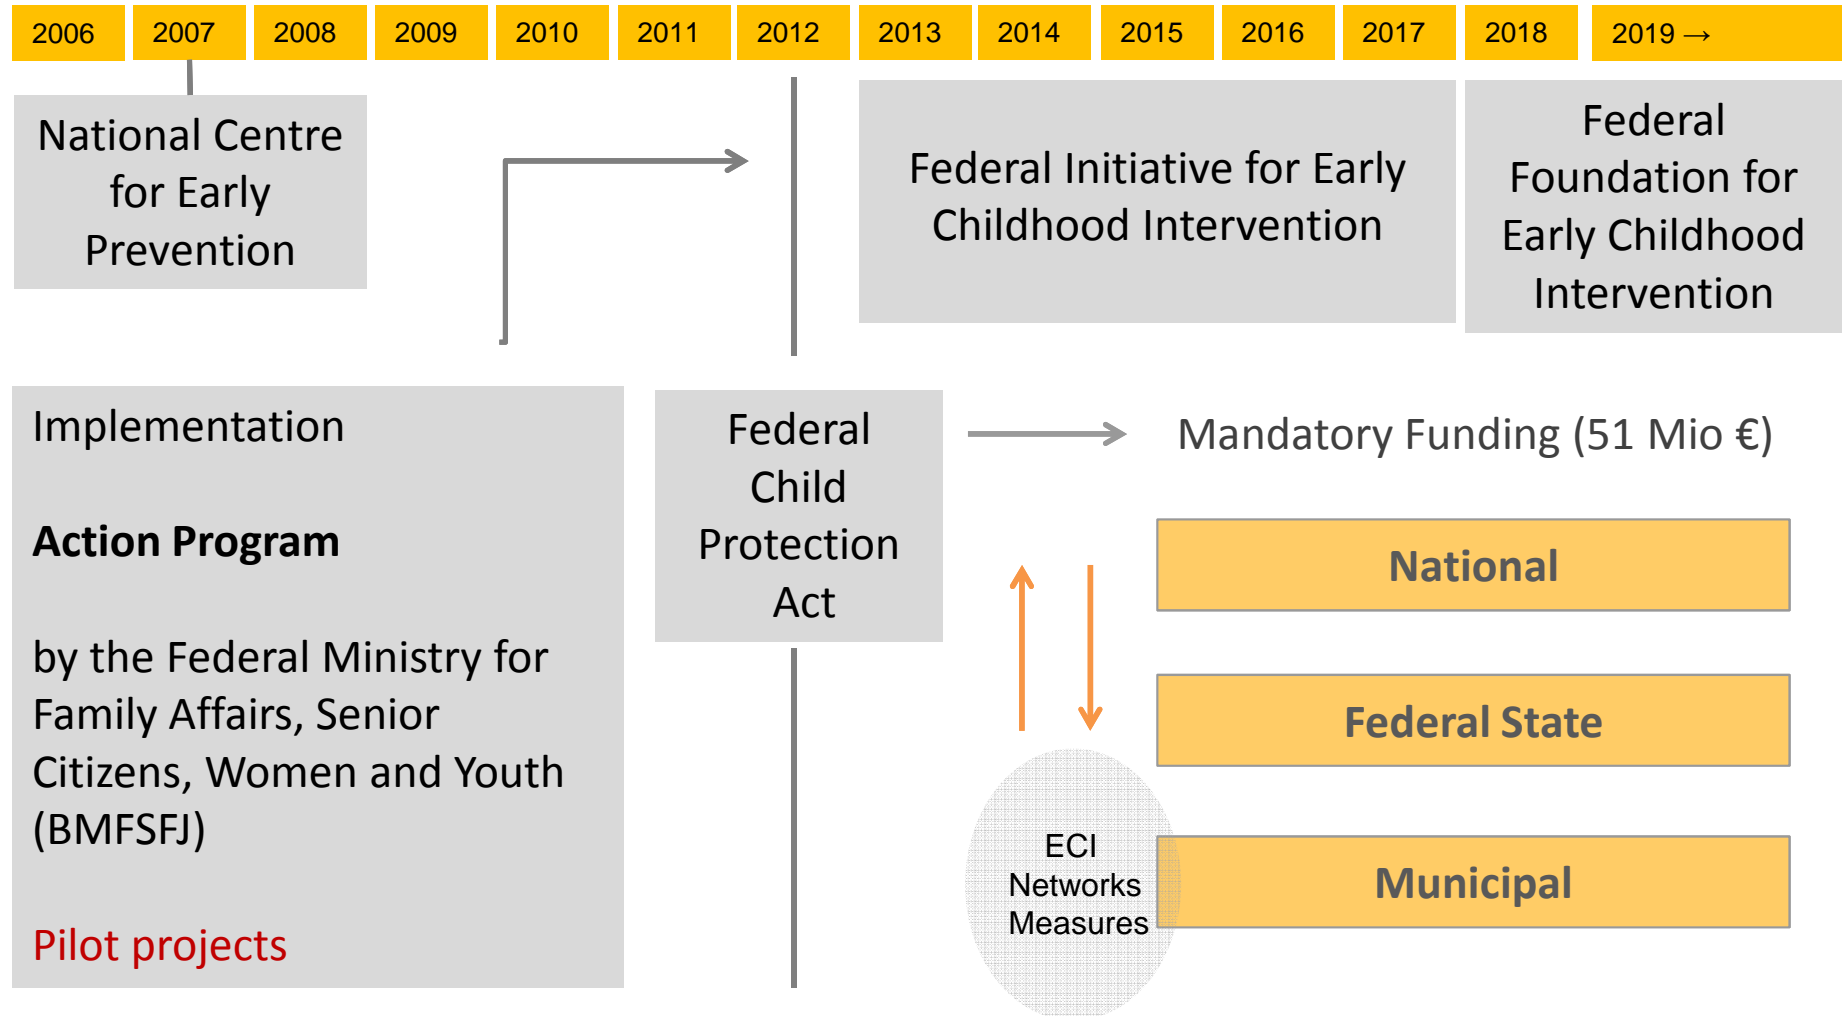 2006 2007 2008 2009 2010 2011 2012 2013 2014 2015 2016 2017 2018 2019 →
National Centre
for Early
Prevention
Federal Initiative for Early
Childhood Intervention
Federal
Foundation for
Early Childhood
Intervention
Implementation
Action Program
by the Federal Ministry for
Family Affairs, Senior
Citizens, Women and Youth
(BMFSFJ)
Pilot projects
Federal
Child
Protection
Act
Mandatory Funding (51 Mio €)
National
Federal State
Municipal
ECI
Networks
Measures